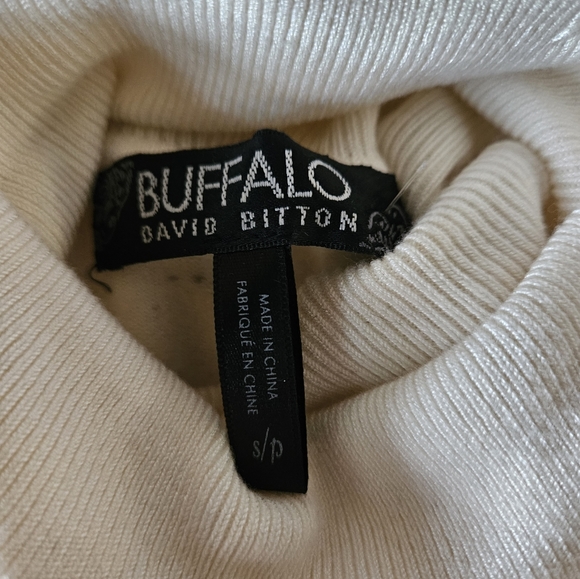 BUFFALO
DAVID BITTON
MADE IN CHINA
FABRIQUÉ EN CHINE
S/P